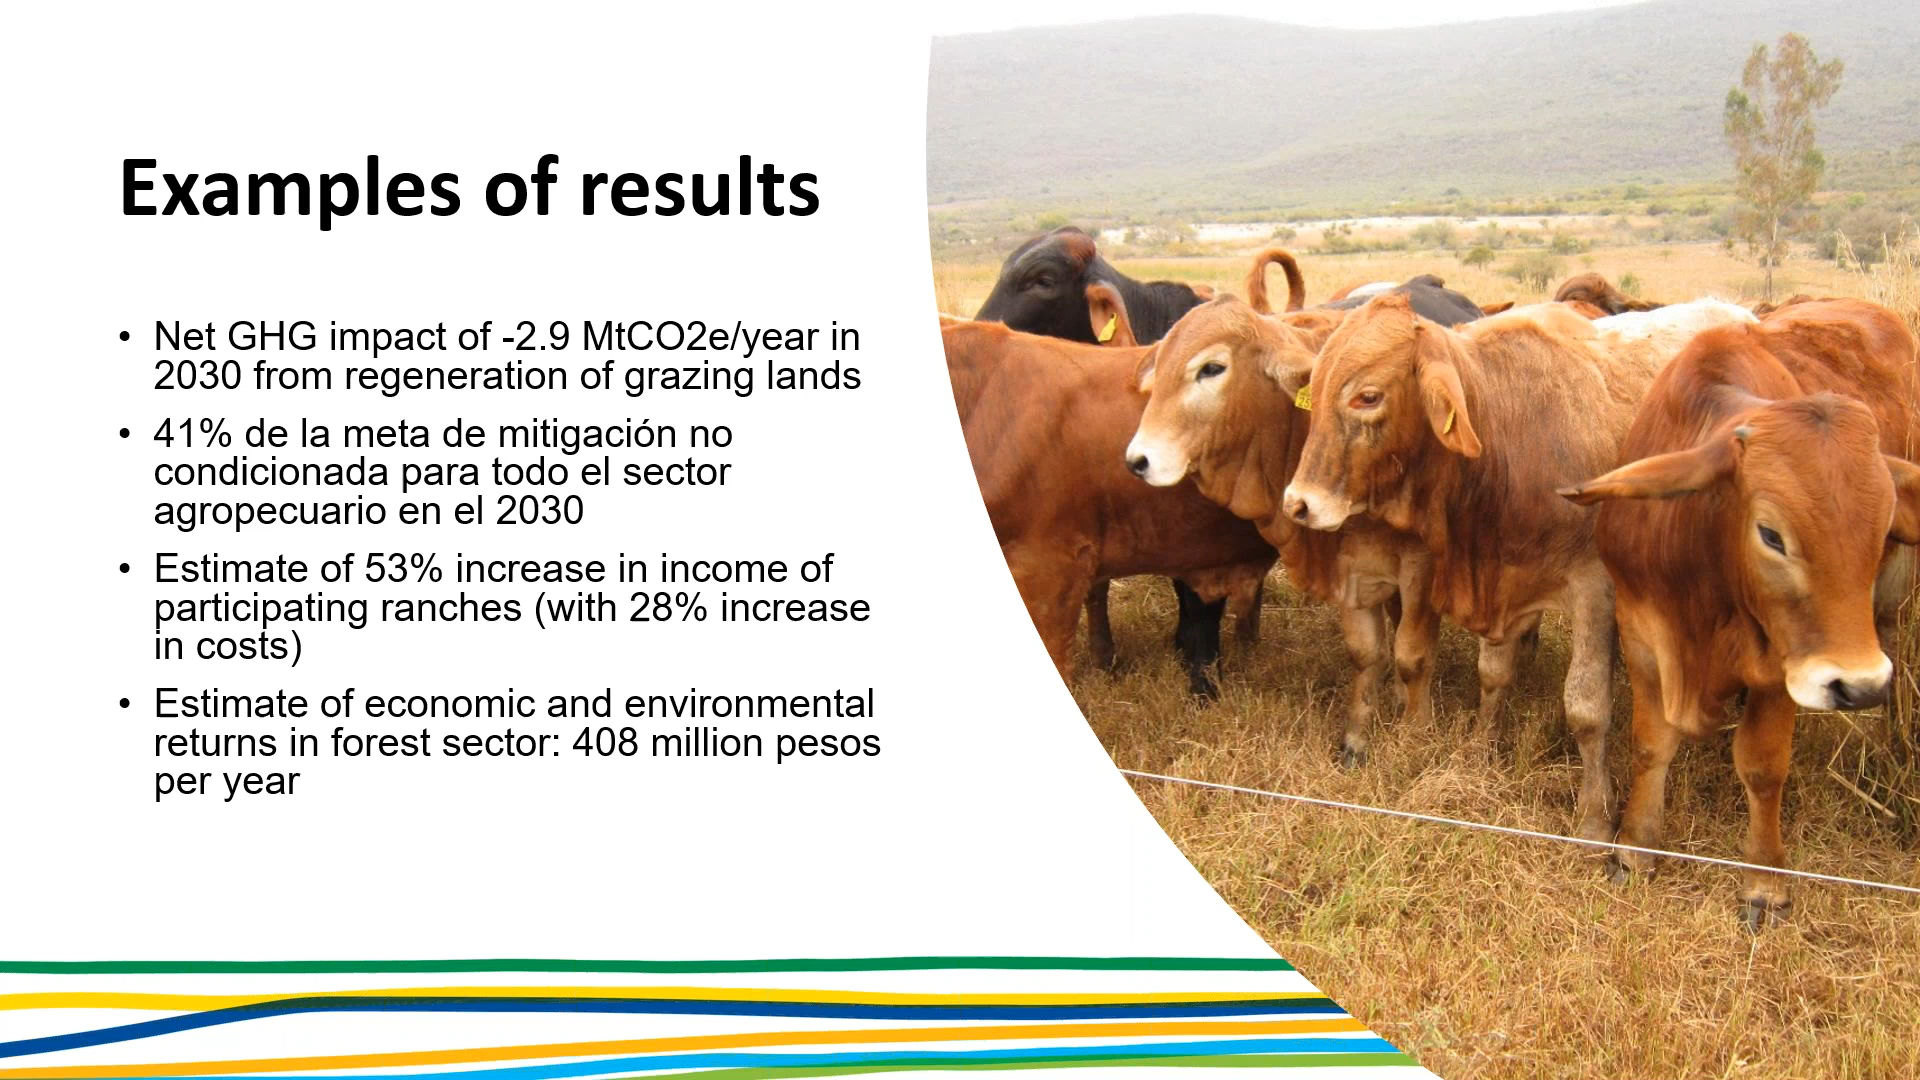 Examples of results
• Net GHG impact of -2.9 MtCO2e/year in
2030 from regeneration of grazing lands
• 41% de la meta de mitigación no
condicionada para todo el sector
agropecuario en el 2030
• Estimate of 53% increase in income of
participating ranches (with 28% increase
in costs)
• Estimate of economic and environmental
returns in forest sector: 408 million pesos
per year